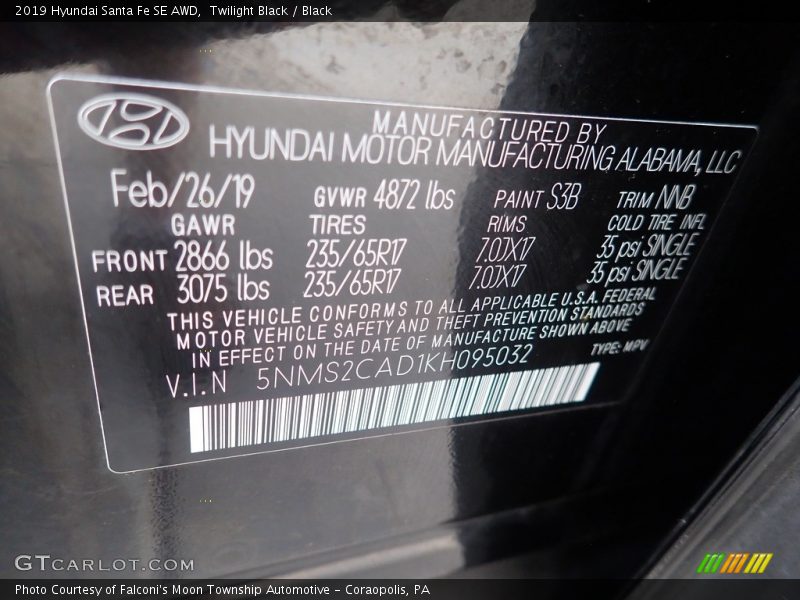 2019 Hyundai Santa Fe SE AWD,  Twilight Black / Black
MANUFACTURED BY
HYUNDAI MOTOR MANUFACTURING ALABAMA, LLC
Feb/26/19 GVWR 4872 lbs PAINT S3B TRIM NNB
GAWR TIRES RIMS COLD TIRE INFL
FRONT 2866 lbs 235/65R17 7.0JX17 35 psi SINGLE
REAR 3075 lbs 235/65R17 7.0JX17 35 psi SINGLE
THIS VEHICLE CONFORMS TO ALL APPLICABLE U.S.A. FEDERAL
MOTOR VEHICLE SAFETY AND THEFT PREVENTION STANDARDS
IN EFFECT ON THE DATE OF MANUFACTURE SHOWN ABOVE
V.I.N 5NMS2CAD1KH095032 TYPE: MPV
GTCARLOT.COM
Photo Courtesy of Falconi's Moon Township Automotive - Coraopolis, PA